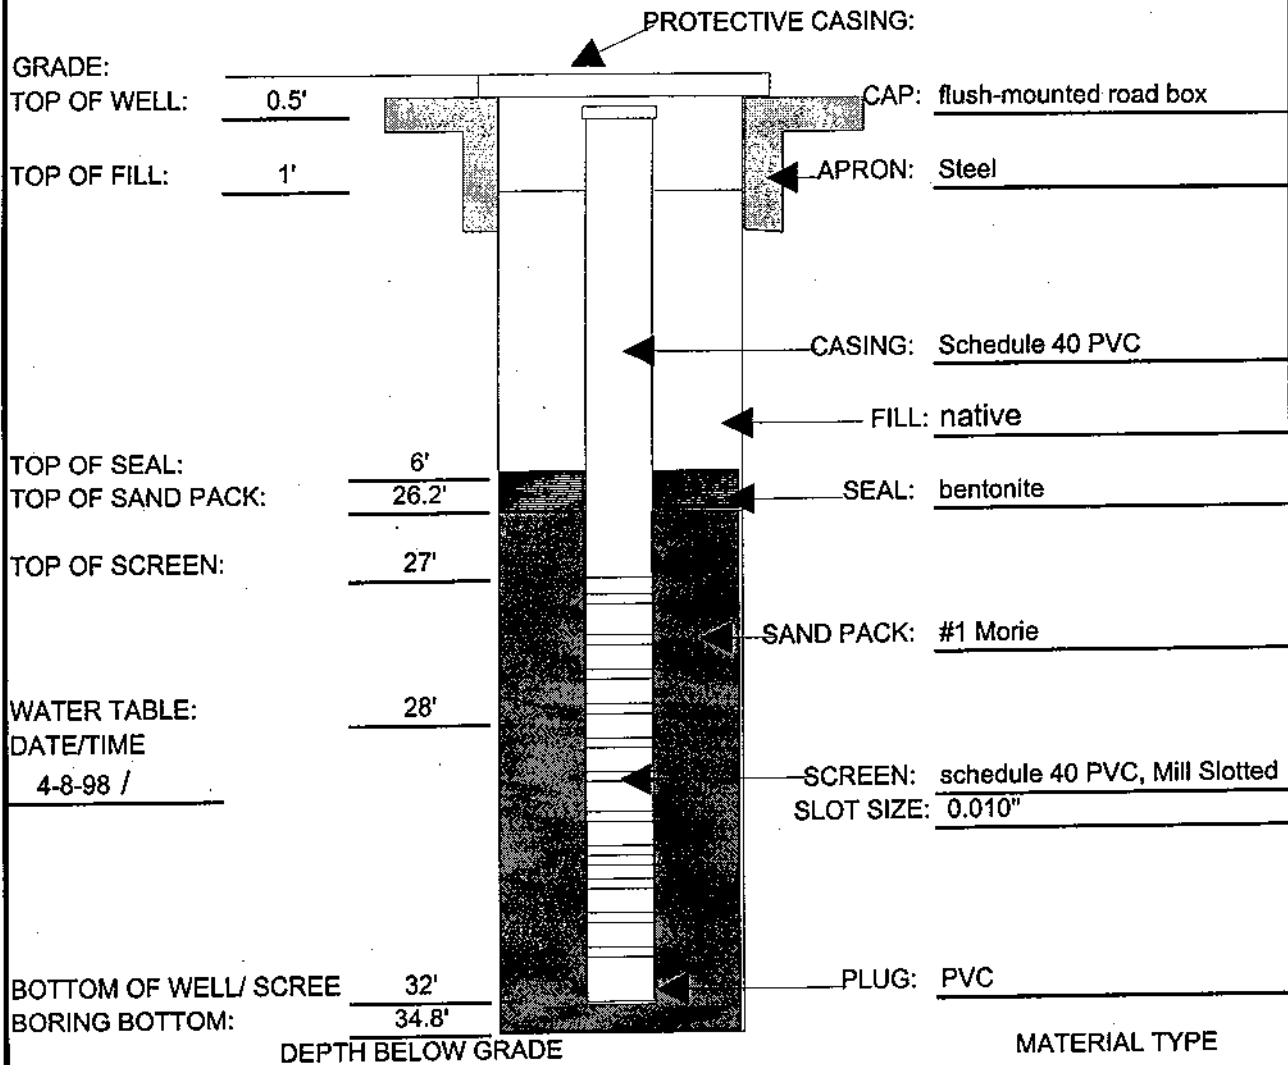 PROTECTIVE CASING:
GRADE:
TOP OF WELL: 0.5'
CAP: flush-mounted road box
TOP OF FILL: 1'
APRON: Steel
CASING: Schedule 40 PVC
FILL: native
TOP OF SEAL: 6'
TOP OF SAND PACK: 26.2'
SEAL: bentonite
TOP OF SCREEN: 27'
SAND PACK: #1 Morie
WATER TABLE: 28'
DATE/TIME
4-8-98 /
SCREEN: schedule 40 PVC, Mill Slotted
SLOT SIZE: 0.010"
BOTTOM OF WELL/ SCREE 32'
PLUG: PVC
BORING BOTTOM: 34.8'
DEPTH BELOW GRADE
MATERIAL TYPE